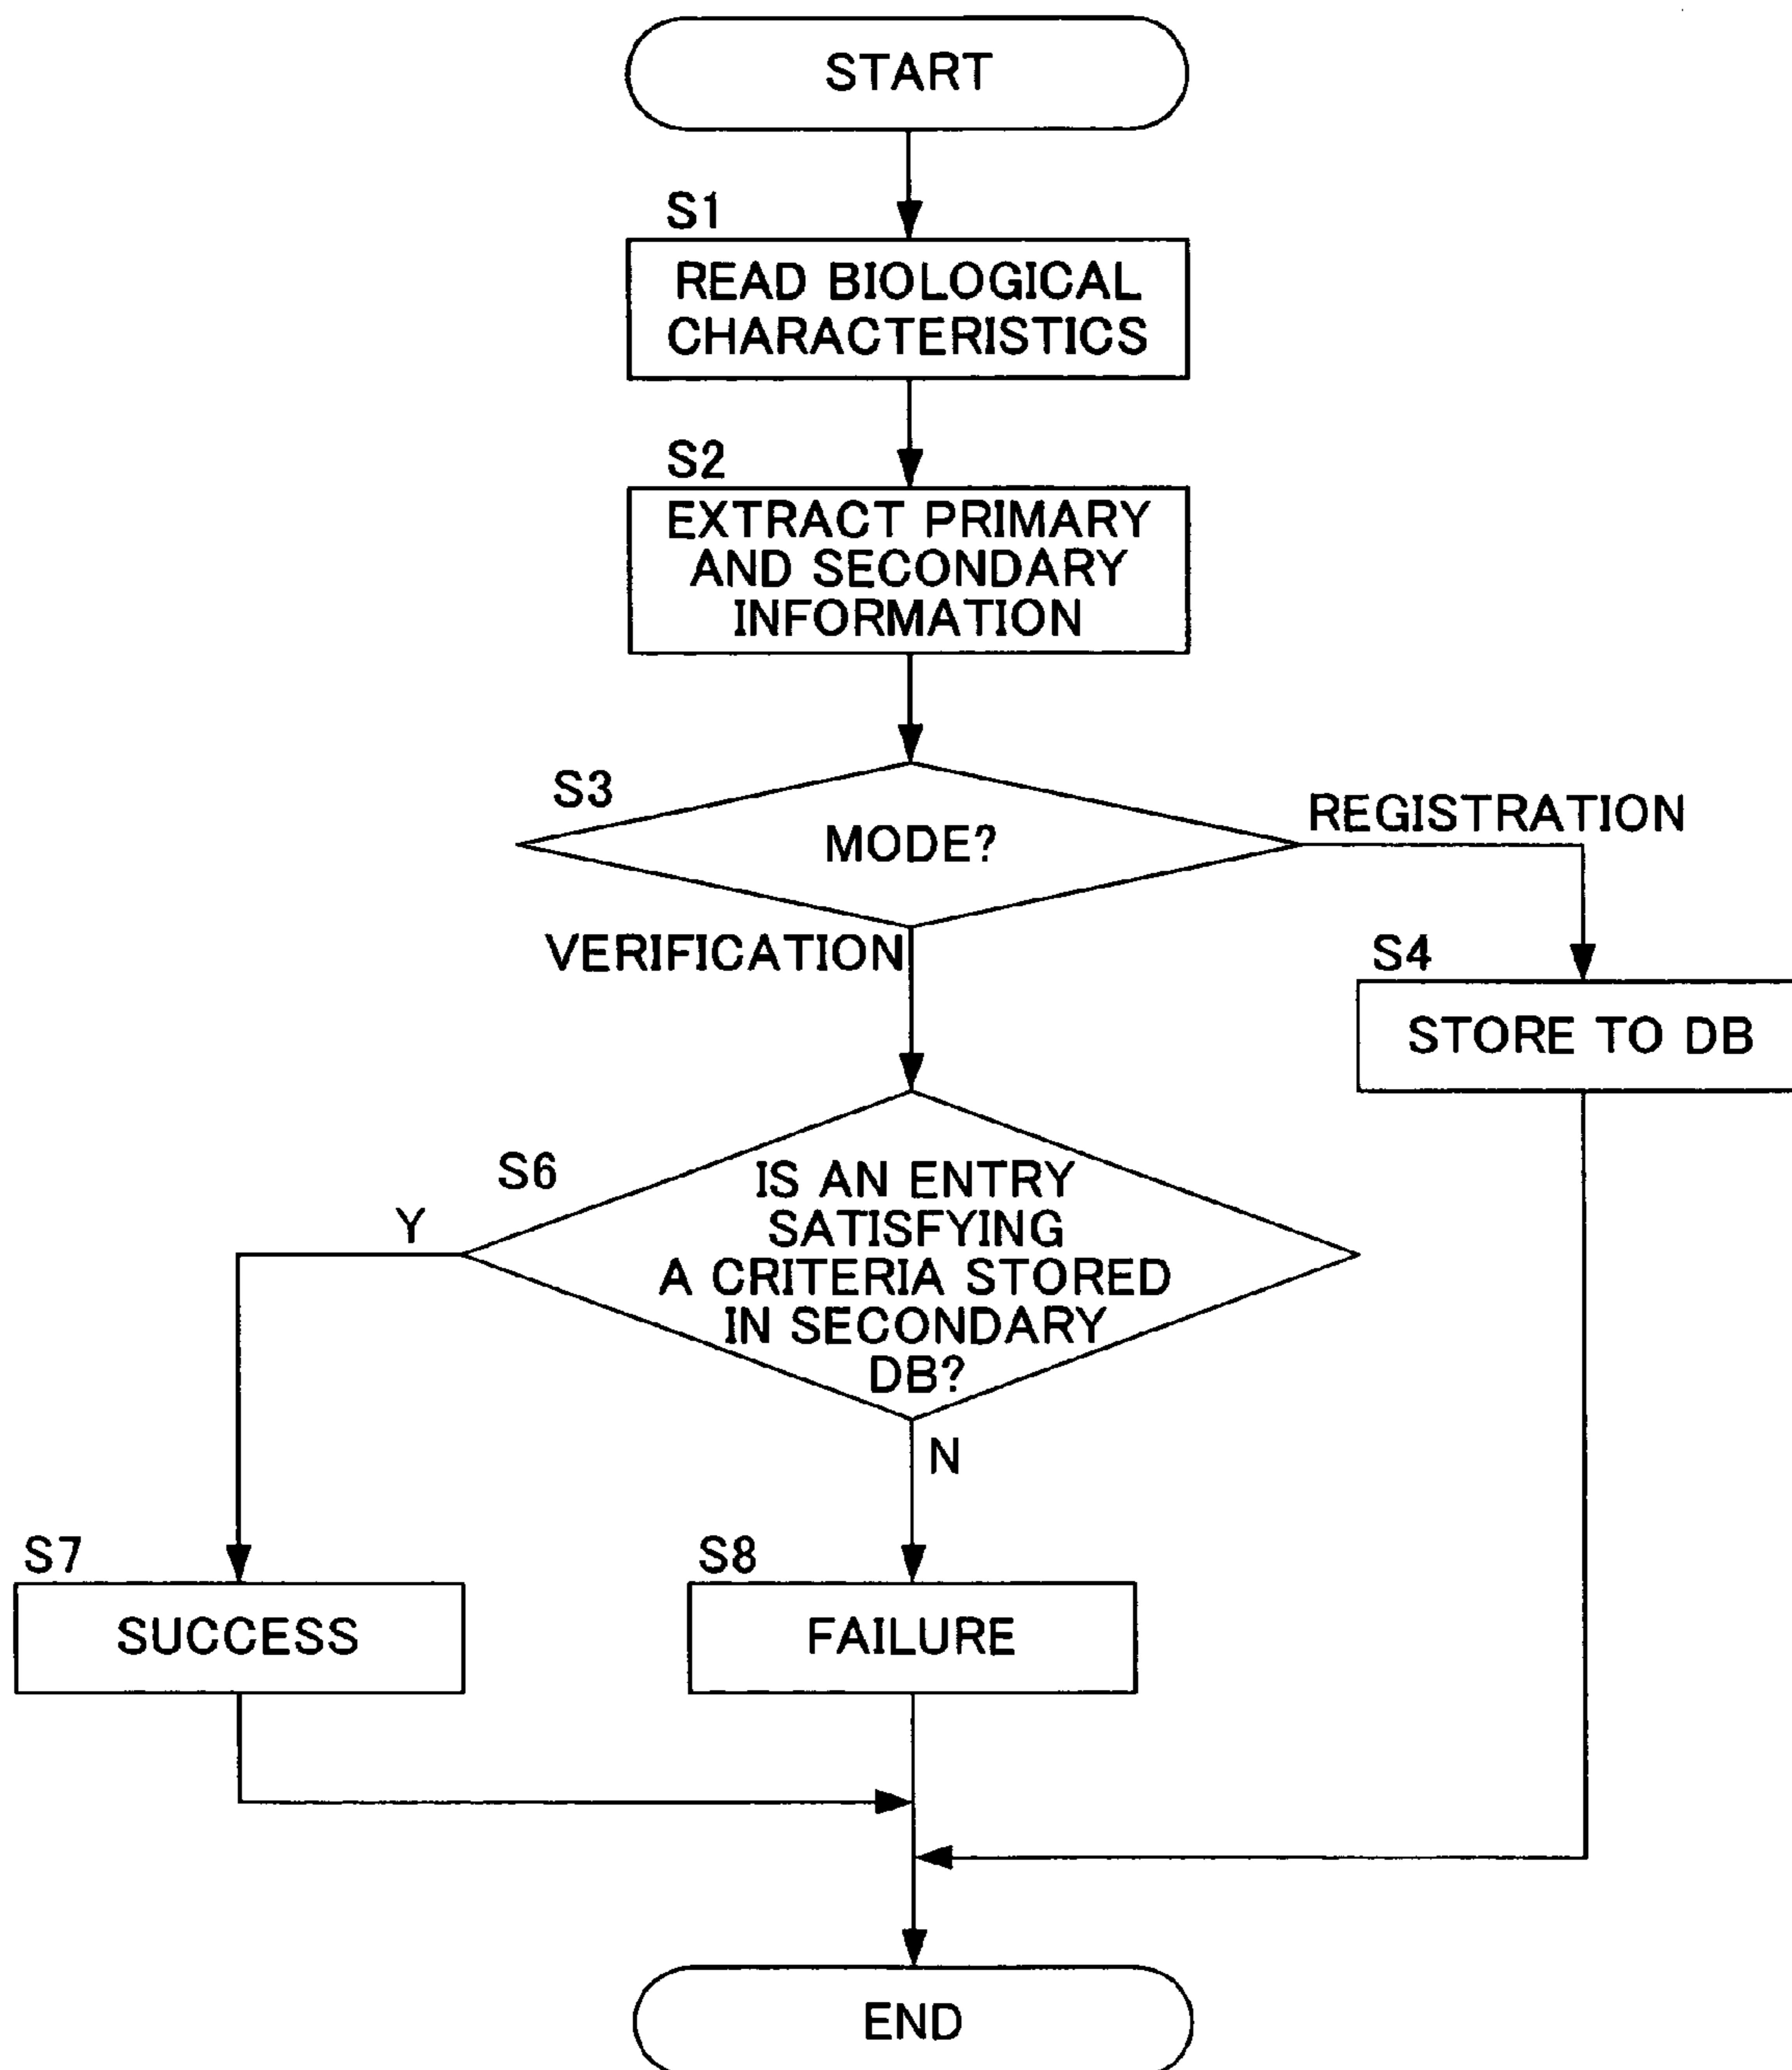 START
S1
READ BIOLOGICAL
CHARACTERISTICS
S2
EXTRACT PRIMARY
AND SECONDARY
INFORMATION
S3
MODE?
REGISTRATION
VERIFICATION
S4
STORE TO DB
S6
IS AN ENTRY
SATISFYING
A CRITERIA STORED
IN SECONDARY
DB?
Y
N
S7
SUCCESS
S8
FAILURE
END